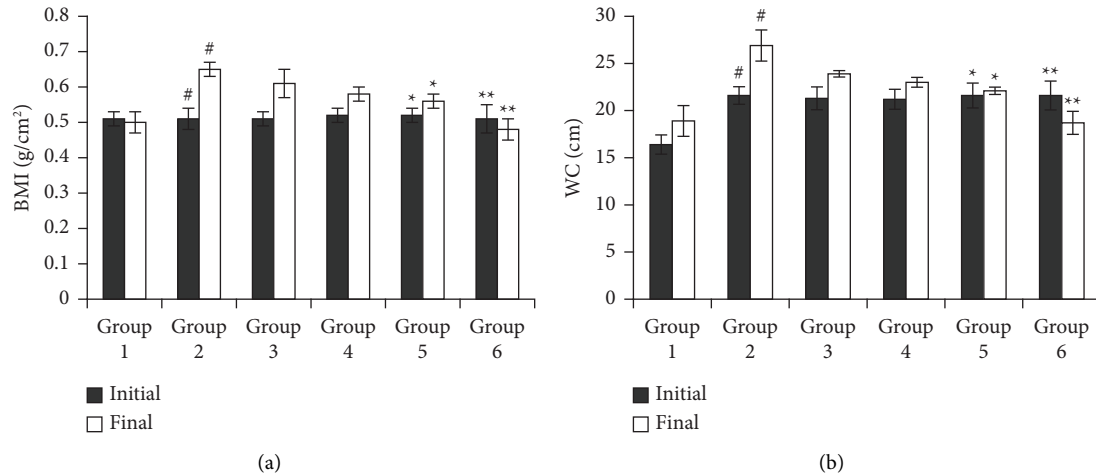 0.8
0.7
0.6
0.5
0.4
0.3
0.2
0.1
0
BMI (g/cm²)
#
#
*
*
**
**
Group 1
Group 2
Group 3
Group 4
Group 5
Group 6
Initial
Final
(a)
30
25
20
15
10
5
0
WC (cm)
#
#
*
*
**
**
Group 1
Group 2
Group 3
Group 4
Group 5
Group 6
Initial
Final
(b)